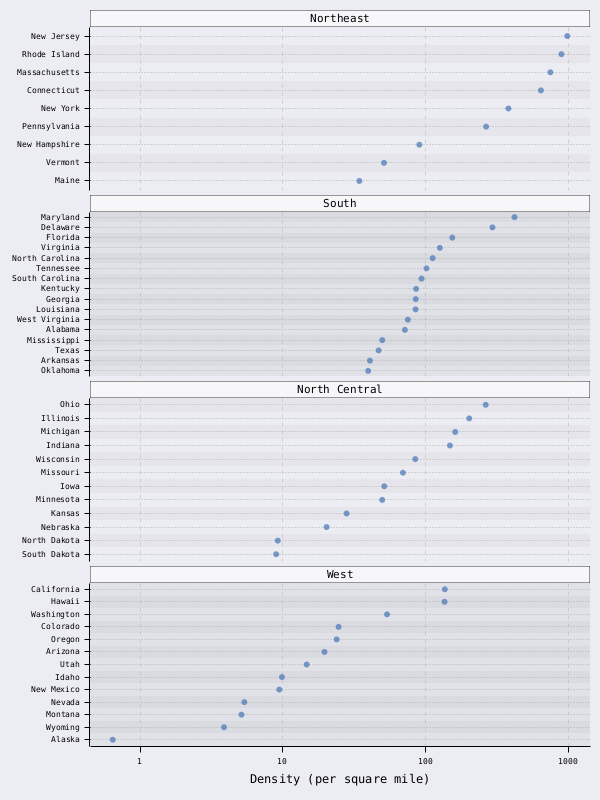 Northeast
New Jersey
Rhode Island
Massachusetts
Connecticut
New York
Pennsylvania
New Hampshire
Vermont
Maine
South
Maryland
Delaware
Florida
Virginia
North Carolina
Tennessee
South Carolina
Kentucky
Georgia
Louisiana
West Virginia
Alabama
Mississippi
Texas
Arkansas
Oklahoma
North Central
Ohio
Illinois
Michigan
Indiana
Wisconsin
Missouri
Iowa
Minnesota
Kansas
Nebraska
North Dakota
South Dakota
West
California
Hawaii
Washington
Colorado
Oregon
Arizona
Utah
Idaho
New Mexico
Nevada
Montana
Wyoming
Alaska
1 10 100 1000
Density (per square mile)